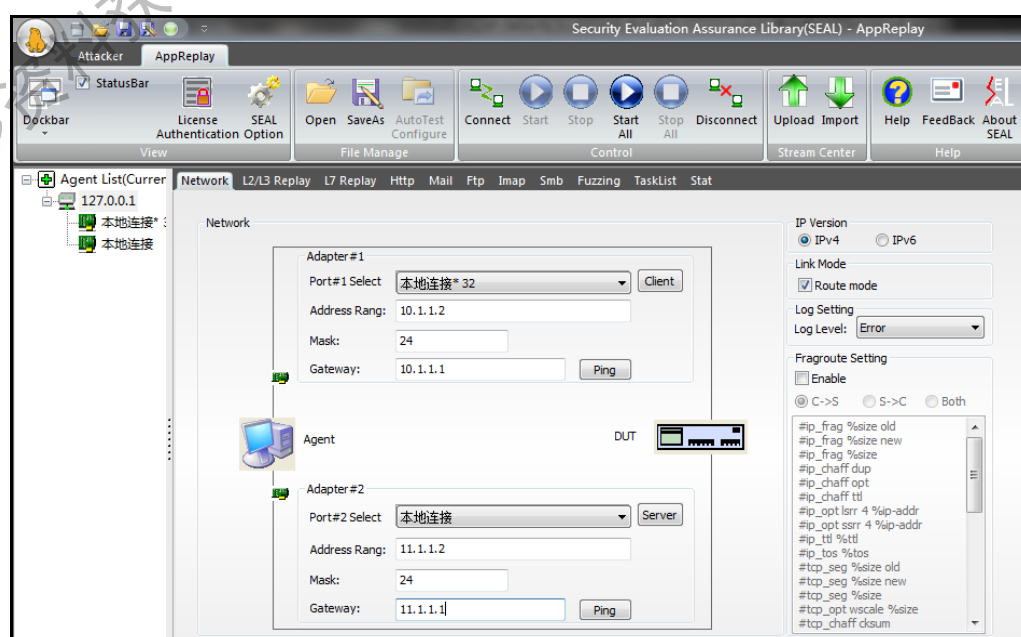 Security Evaluation Assurance Library(SEAL) - AppReplay
Attacker AppReplay
StatusBar
Dockbar License Authentication SEAL Option Open SaveAs AutoTest Configure Connect Start Stop Start All Stop All Disconnect Upload Import Help FeedBack About SEAL
View File Manage Control Stream Center Help
Agent List(Currer
127.0.0.1
本地连接* 3
本地连接
Network L2/L3 Replay L7 Replay Http Mail Ftp Imap Smb Fuzzing TaskList Stat
Network
Adapter#1
Port#1 Select 本地连接* 32 Client
Address Rang: 10.1.1.2
Mask: 24
Gateway: 10.1.1.1 Ping
Agent DUT
Adapter#2
Port#2 Select 本地连接 Server
Address Rang: 11.1.1.2
Mask: 24
Gateway: 11.1.1.1 Ping
IP Version
IPv4 IPv6
Link Mode
Route mode
Log Setting
Log Level: Error
Fragroute Setting
Enable
C->S S->C Both
#ip_frag %size old
#ip_frag %size new
#ip_frag %size
#ip_chaff dup
#ip_chaff opt
#ip_chaff ttl
#ip_opt lsrr 4 %ip-addr
#ip_opt ssrr 4 %ip-addr
#ip_ttl %ttl
#ip_tos %tos
#tcp_seg %size old
#tcp_seg %size new
#tcp_seg %size
#tcp_opt wscale %size
#tcp_chaff cksum